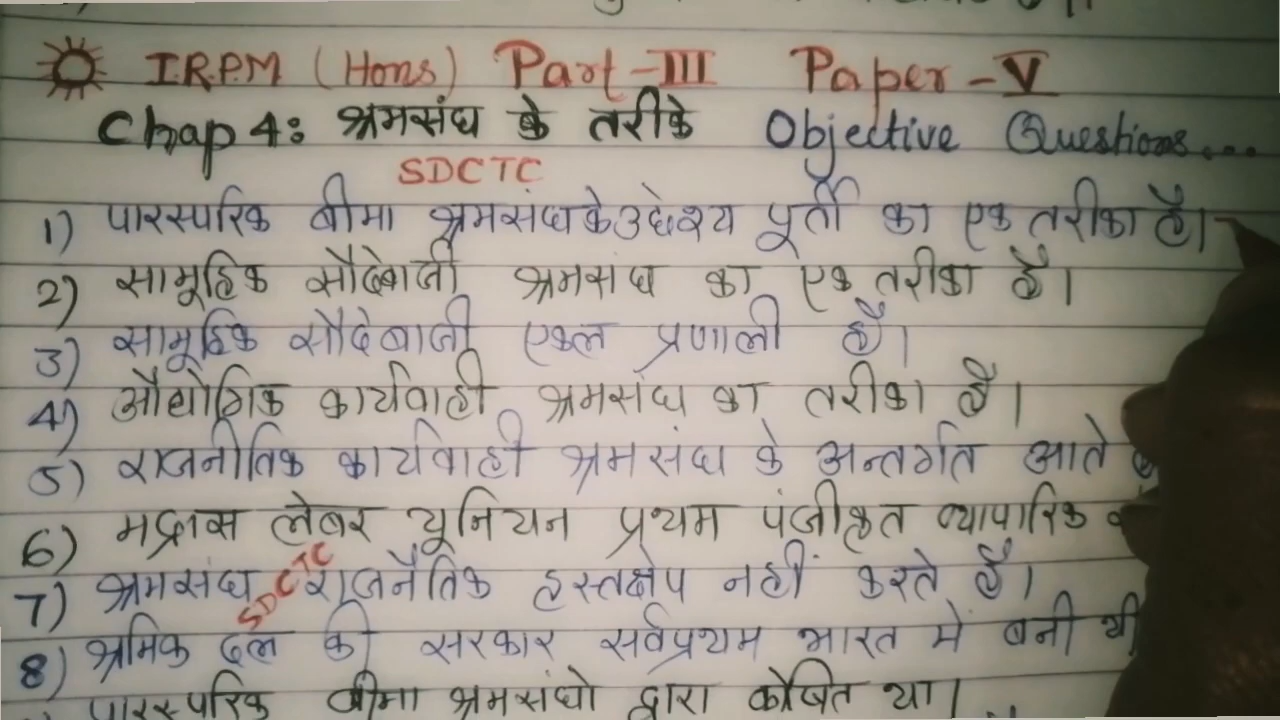 I.R.P.M (Hons) Part-III Paper-V
Chap 4: श्रमसंघ के तरीके Objective Questions...
SDCTC
1) पारस्परिक बीमा श्रमसंघ के उद्देश्य पूर्ती का एक तरीका है।
2) सामूहिक सौदेबाजी श्रमसंघ का एक तरीका है।
3) सामूहिक सौदेबाजी एकल प्रणाली है।
4) औद्योगिक कार्यवाही श्रमसंघ का तरीका है।
5) राजनीतिक कार्यवाही श्रमसंघ के अन्तर्गत आते
6) मद्रास लेबर यूनियन प्रथम पंजीकृत व्यापारिक
7) श्रमसंघ राजनैतिक हस्तक्षेप नहीं करते हैं।
SDCTC
8) श्रमिक दल की सरकार सर्वप्रथम भारत में बनी थी
पारस्परिक बीमा श्रमसंघो द्वारा था।